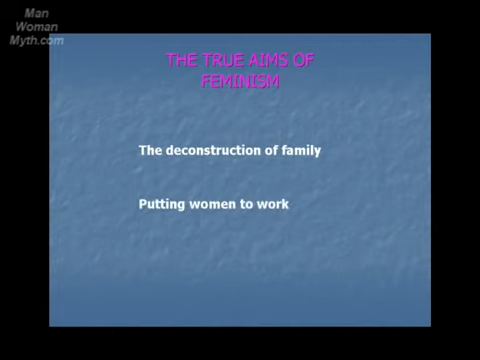 Man
Woman
Myth.com
THE TRUE AIMS OF
FEMINISM
The deconstruction of family
Putting women to work